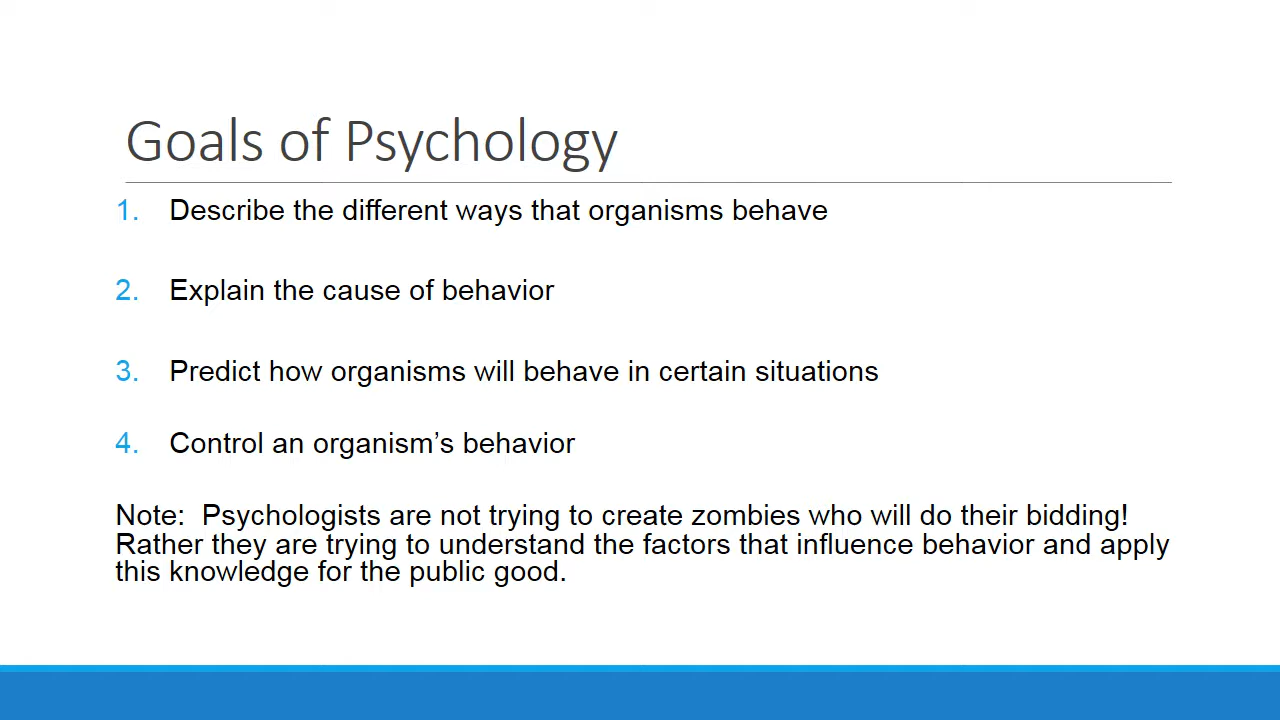 Goals of Psychology
1. Describe the different ways that organisms behave
2. Explain the cause of behavior
3. Predict how organisms will behave in certain situations
4. Control an organism’s behavior
Note:  Psychologists are not trying to create zombies who will do their bidding!
Rather they are trying to understand the factors that influence behavior and apply
this knowledge for the public good.